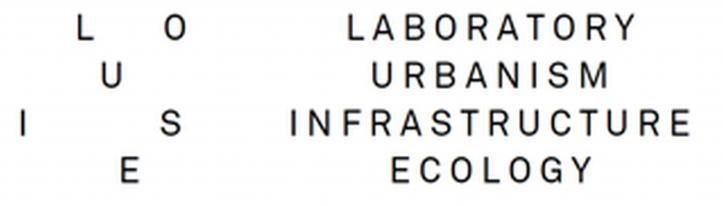 L O LABORATORY
U URBANISM
I S INFRASTRUCTURE
E ECOLOGY